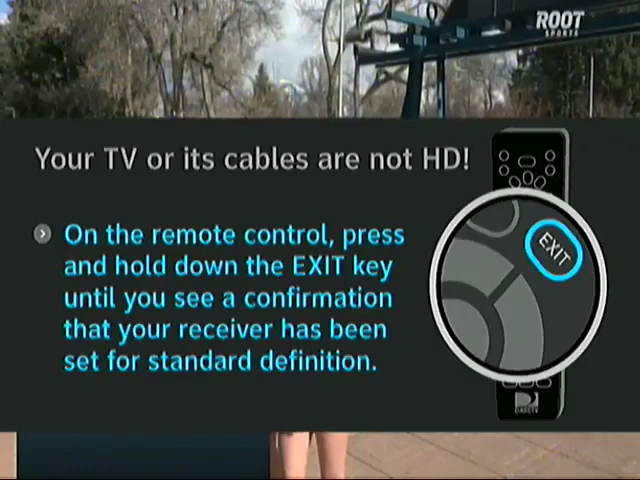 ROOT
SPORTS
Your TV or its cables are not HD!
On the remote control, press
and hold down the EXIT key
until you see a confirmation
that your receiver has been
set for standard definition.
EXIT
DIRECTV